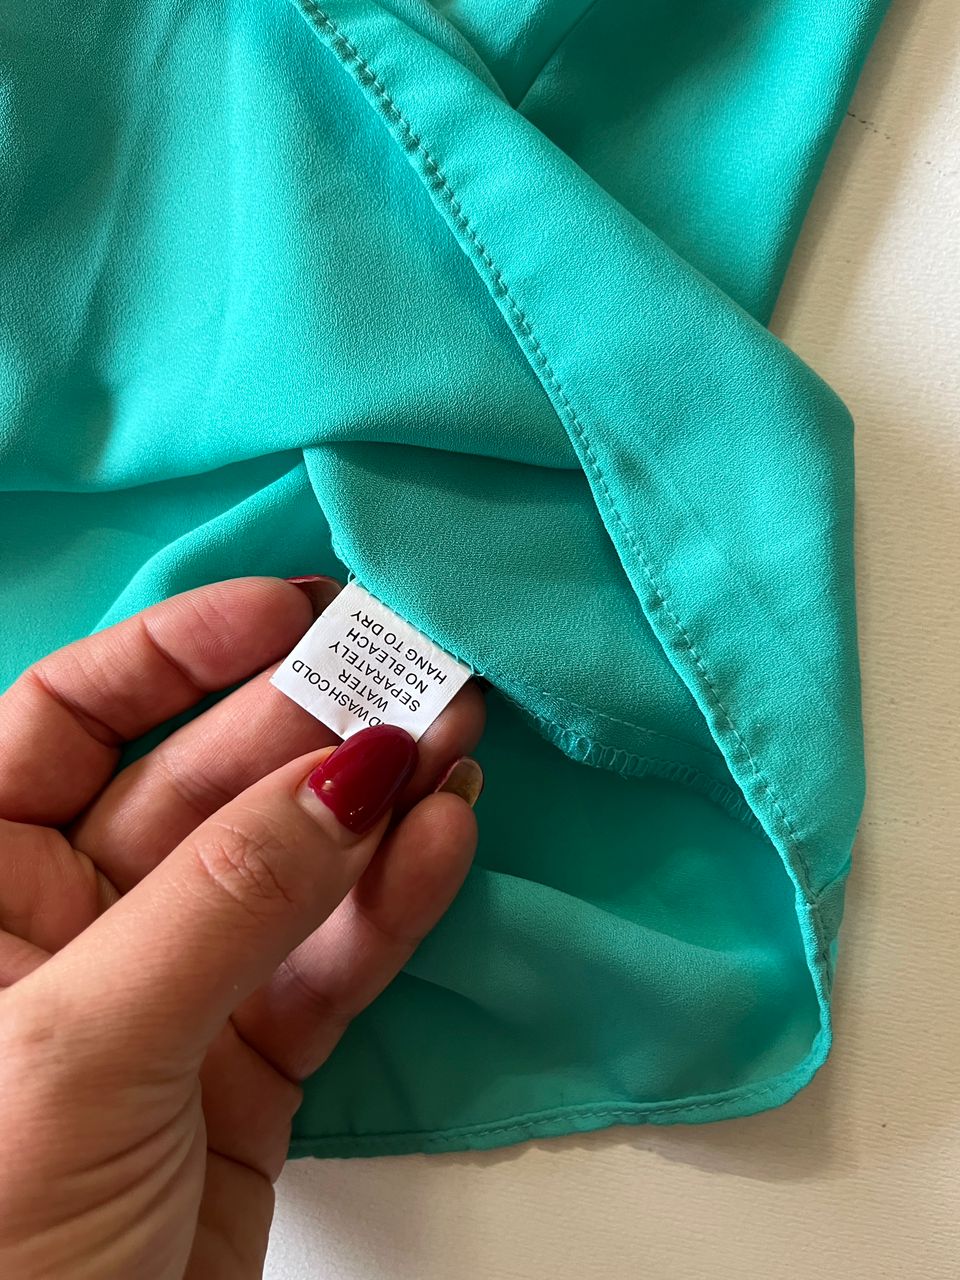 D WASH COLD
WATER
SEPARATELY
NO BLEACH
HANG TO DRY